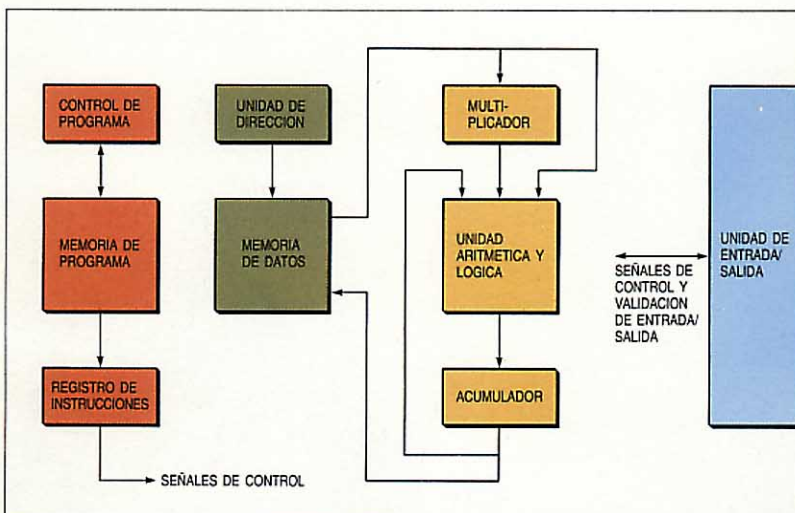 CONTROL DE
PROGRAMA
UNIDAD DE
DIRECCION
MULTI-
PLICADOR
MEMORIA DE
PROGRAMA
MEMORIA
DE DATOS
UNIDAD
ARITMETICA Y
LOGICA
UNIDAD DE
ENTRADA/
SALIDA
SEÑALES DE
CONTROL Y
VALIDACION
DE ENTRADA/
SALIDA
REGISTRO DE
INSTRUCCIONES
ACUMULADOR
SEÑALES DE CONTROL